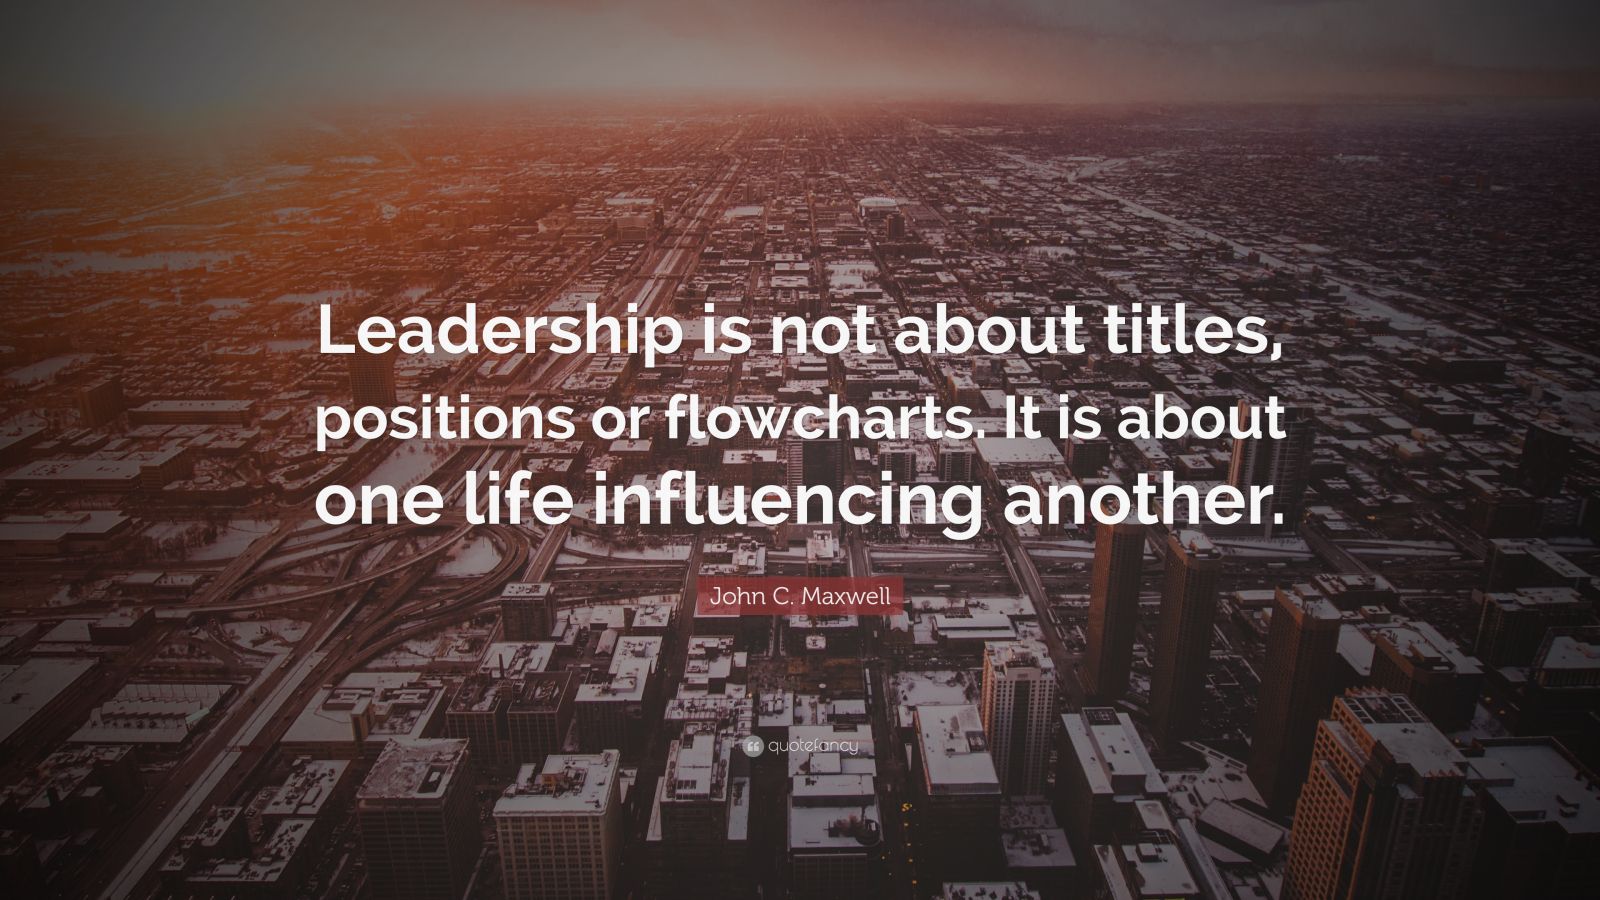 Leadership is not about titles,
positions or flowcharts. It is about
one life influencing another.
John C. Maxwell
quotefancy